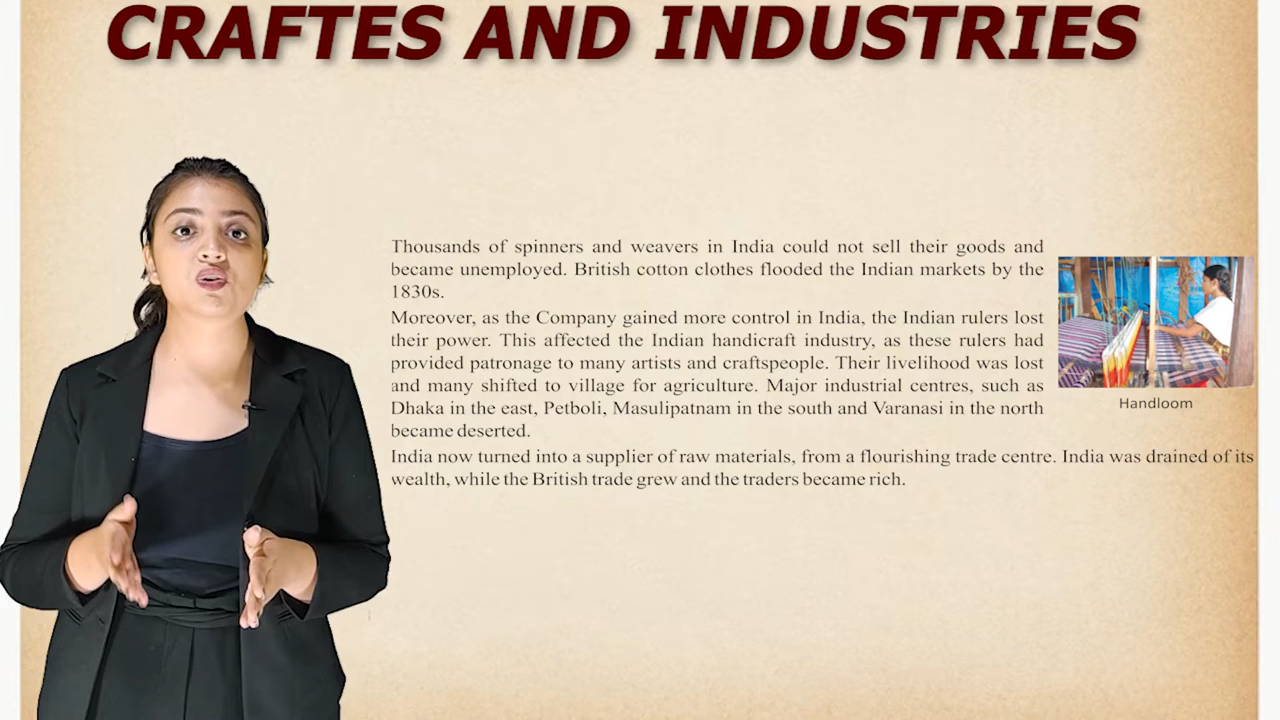 CRAFTES AND INDUSTRIES
Thousands of spinners and weavers in India could not sell their goods and
became unemployed. British cotton clothes flooded the Indian markets by the
1830s.
Moreover, as the Company gained more control in India, the Indian rulers lost
their power. This affected the Indian handicraft industry, as these rulers had
provided patronage to many artists and craftspeople. Their livelihood was lost
and many shifted to village for agriculture. Major industrial centres, such as
Dhaka in the east, Petboli, Masulipatnam in the south and Varanasi in the north
became deserted.
Handloom
India now turned into a supplier of raw materials, from a flourishing trade centre. India was drained of its
wealth, while the British trade grew and the traders became rich.